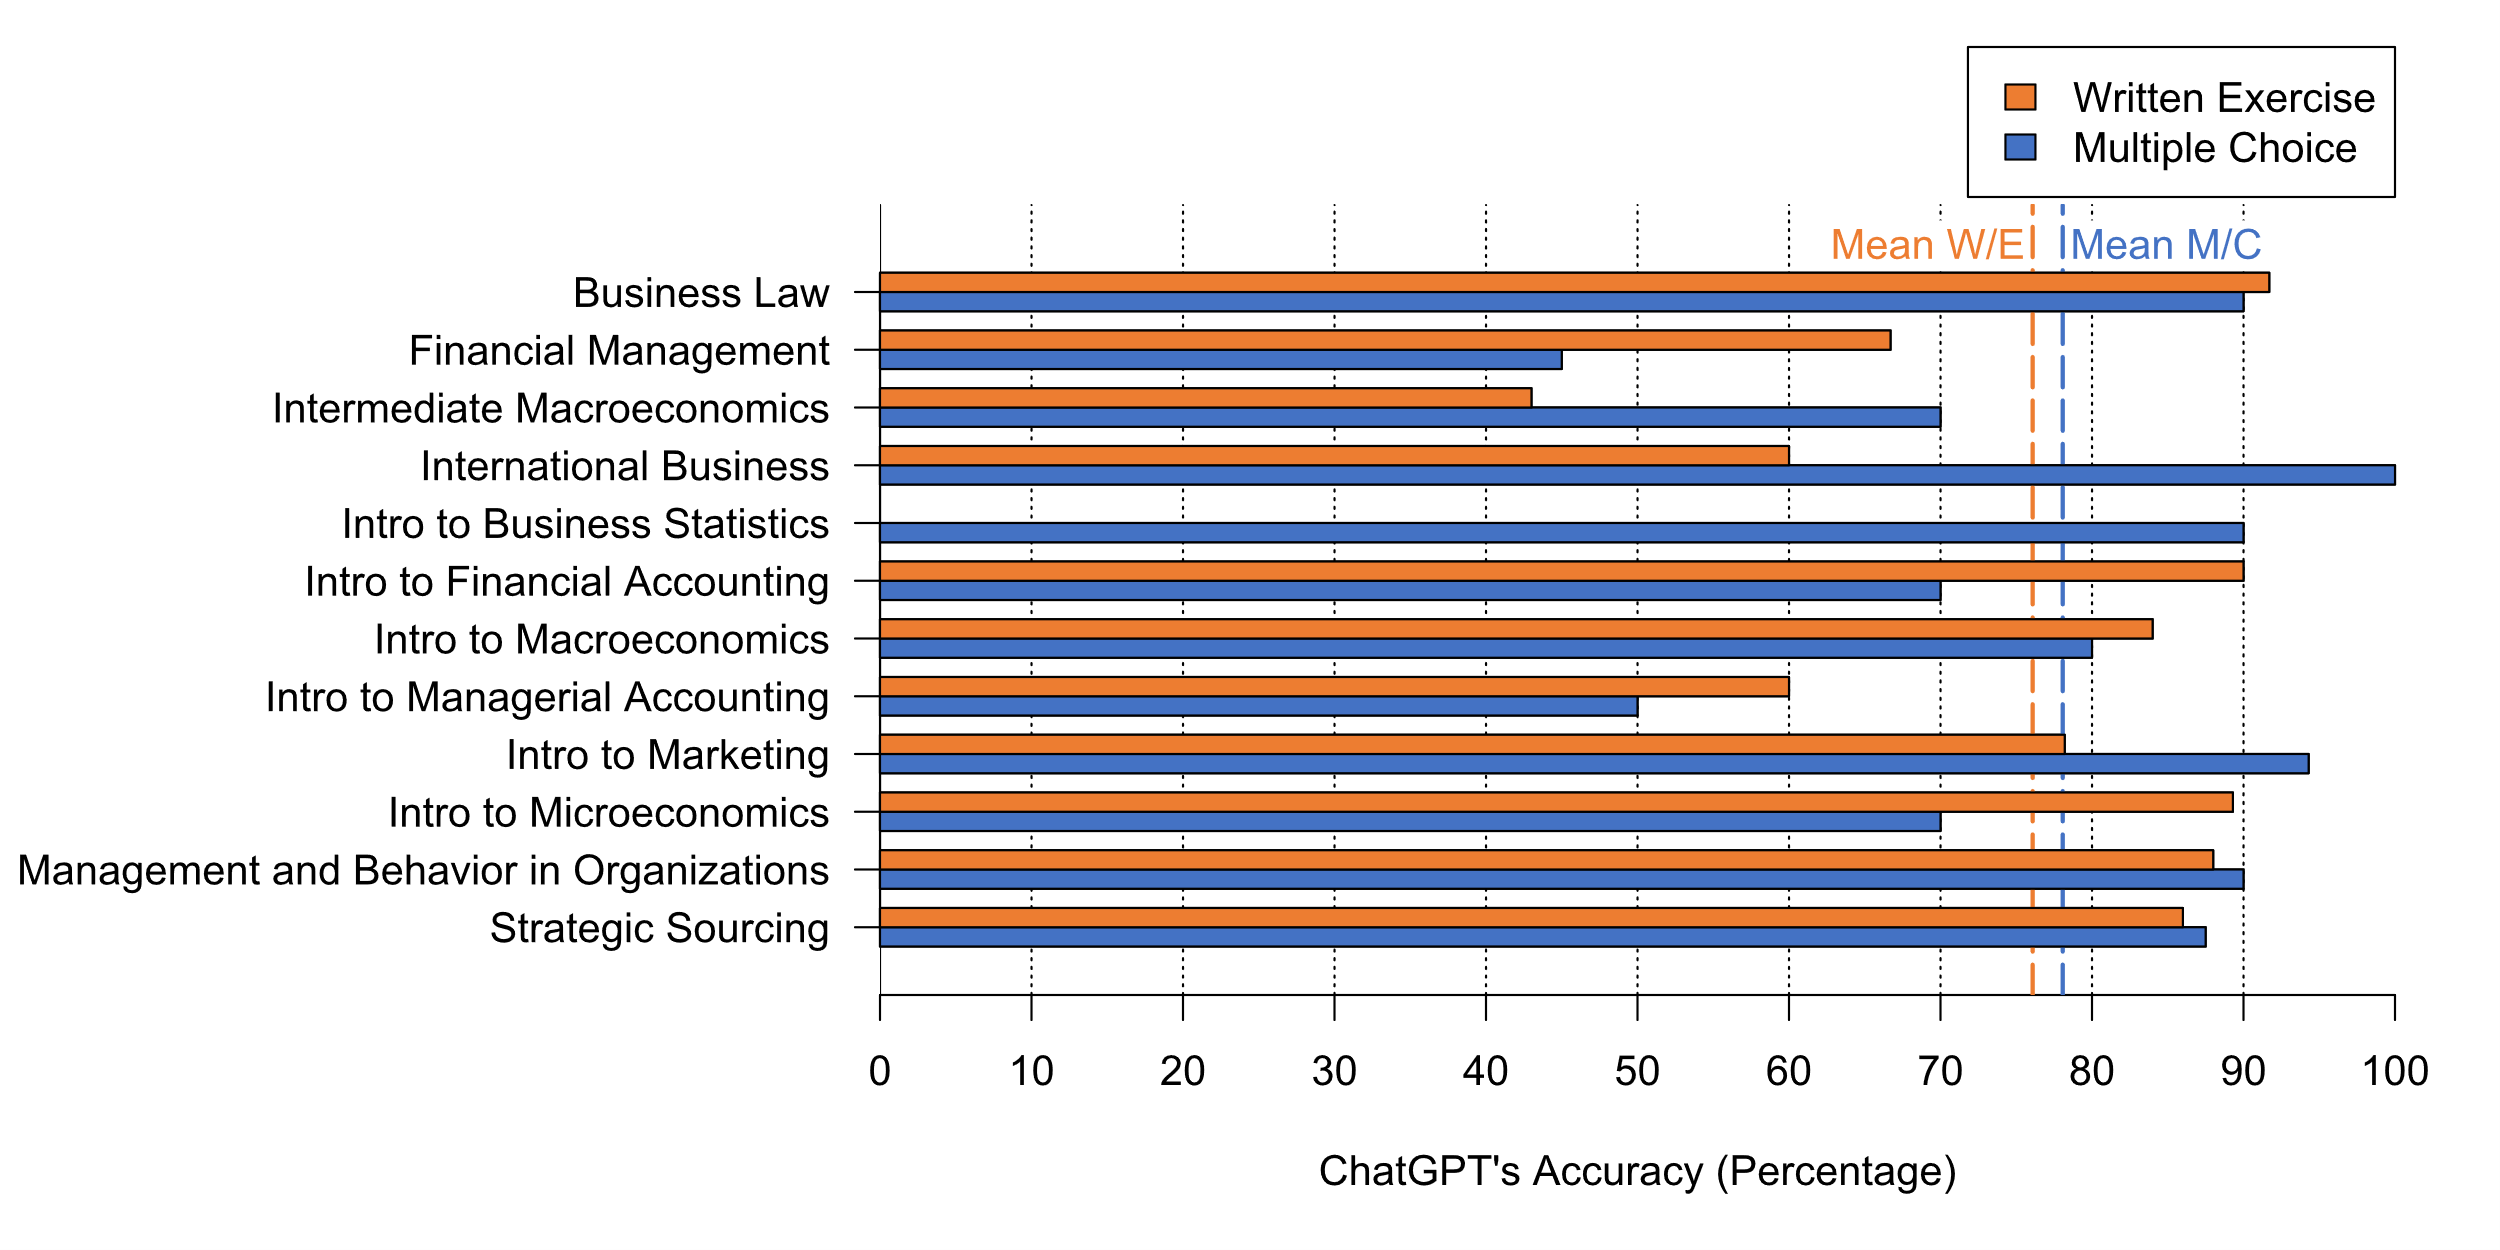 Written Exercise
Multiple Choice
Mean W/E
Mean M/C
Business Law
Financial Management
Intermediate Macroeconomics
International Business
Intro to Business Statistics
Intro to Financial Accounting
Intro to Macroeconomics
Intro to Managerial Accounting
Intro to Marketing
Intro to Microeconomics
Management and Behavior in Organizations
Strategic Sourcing
0 10 20 30 40 50 60 70 80 90 100
ChatGPT's Accuracy (Percentage)